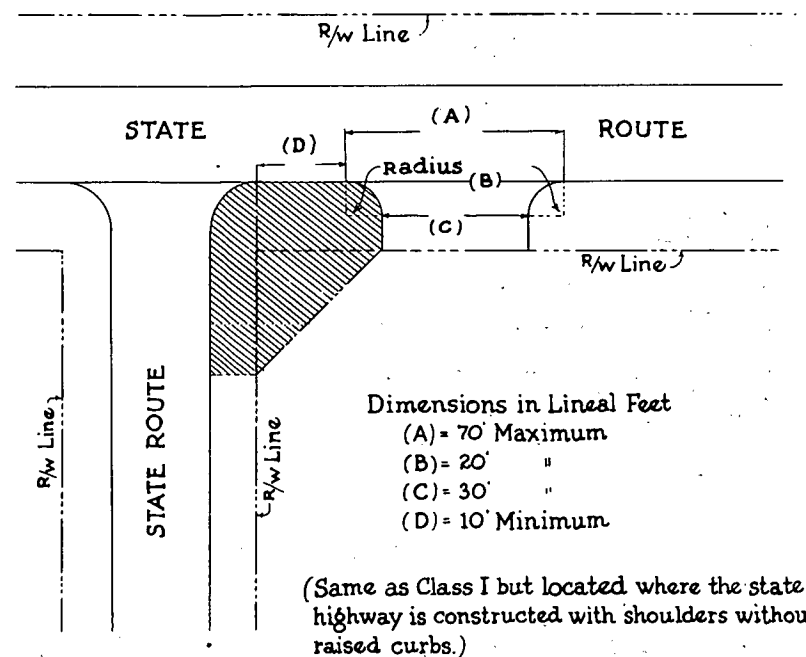 R/W Line
STATE
(A)
ROUTE
(D)
Radius
(B)
(C)
R/W Line
R/W Line
STATE ROUTE
R/W Line
Dimensions in Lineal Feet
(A) = 70' Maximum
(B) = 20' "
(C) = 30' "
(D) = 10' Minimum
(Same as Class I but located where the state
highway is constructed with shoulders withou
raised curbs.)